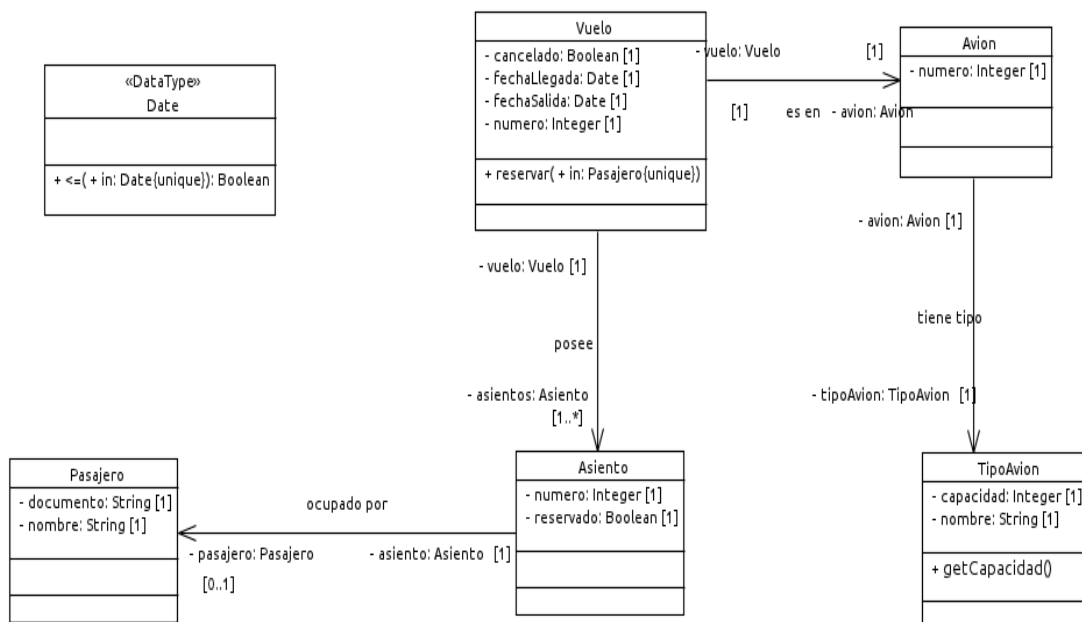 «DataType»
Date
+ <=( + in: Date{unique}): Boolean
Vuelo
- cancelado: Boolean [1]
- fechaLlegada: Date [1]
- fechaSalida: Date [1]
- numero: Integer [1]
+ reservar( + in: Pasajero{unique})
- vuelo: Vuelo [1]
[1] es en - avion: Avion
Avion
- numero: Integer [1]
- avion: Avion [1]
tiene tipo
- tipoAvion: TipoAvion [1]
- vuelo: Vuelo [1]
posee
- asientos: Asiento
[1..*]
Pasajero
- documento: String [1]
- nombre: String [1]
ocupado por
- pasajero: Pasajero
[0..1]
- asiento: Asiento [1]
Asiento
- numero: Integer [1]
- reservado: Boolean [1]
TipoAvion
- capacidad: Integer [1]
- nombre: String [1]
+ getCapacidad()